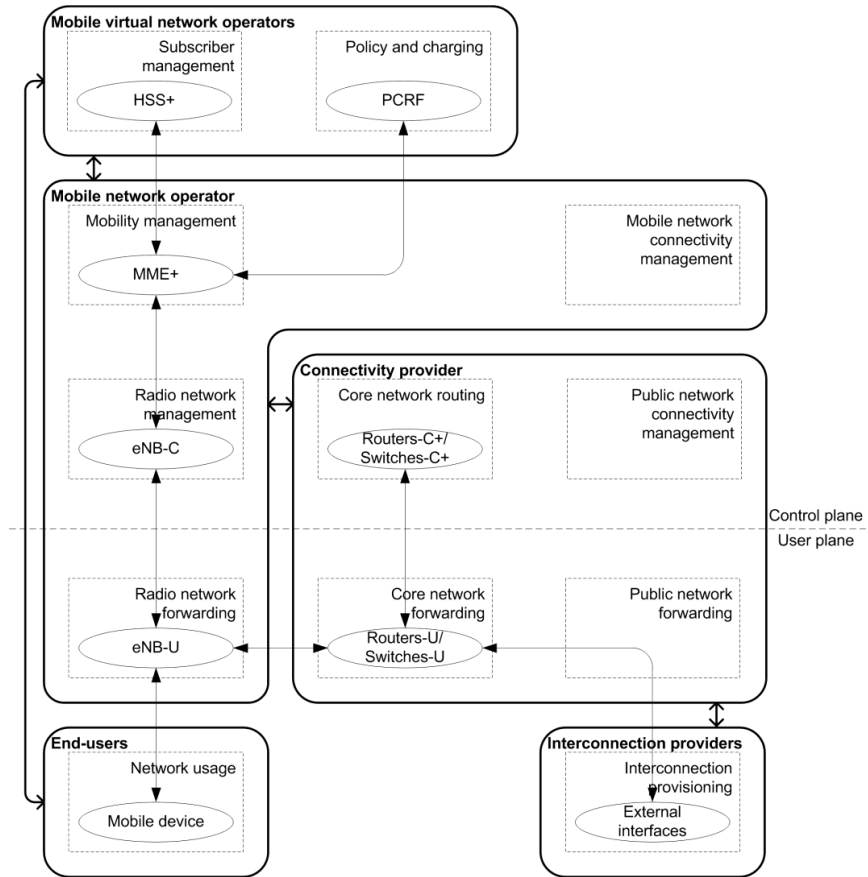 Mobile virtual network operators
Subscriber
management
HSS+
Policy and charging
PCRF
Mobile network operator
Mobility management
MME+
Mobile network
connectivity
management
Radio network
management
eNB-C
Connectivity provider
Core network routing
Routers-C+/
Switches-C+
Public network
connectivity
management
Control plane
User plane
Radio network
forwarding
eNB-U
Core network
forwarding
Routers-U/
Switches-U
Public network
forwarding
End-users
Network usage
Mobile device
Interconnection providers
Interconnection
provisioning
External
interfaces